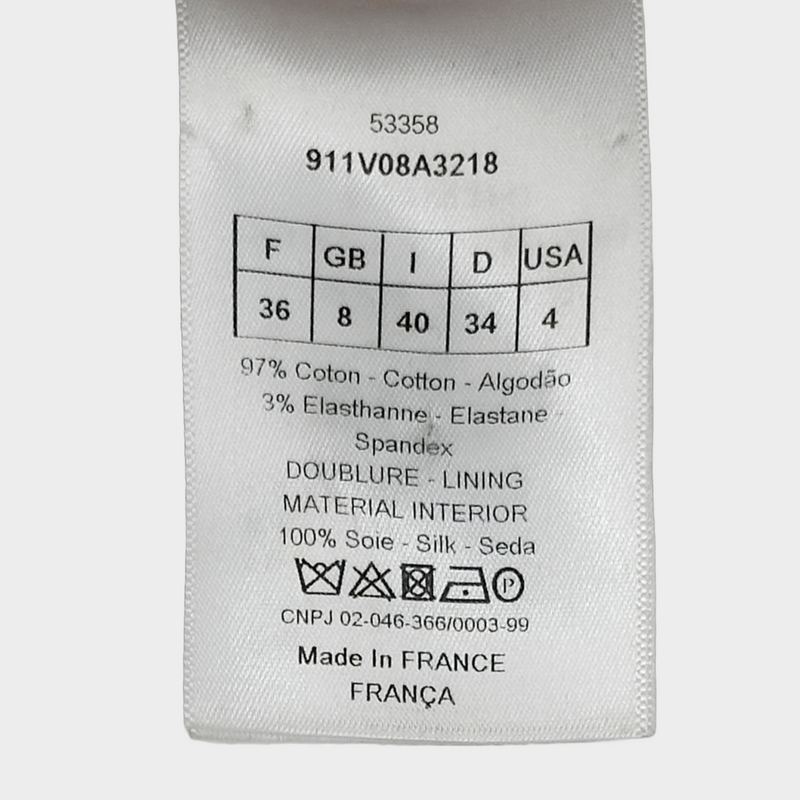 53358
911V08A3218
F GB I D USA
36 8 40 34 4
97% Coton - Cotton - Algodão
3% Elasthanne - Elastane -
Spandex
DOUBLURE - LINING
MATERIAL INTERIOR
100% Soie - Silk - Seda
P
CNPJ 02-046-366/0003-99
Made In FRANCE
FRANÇA